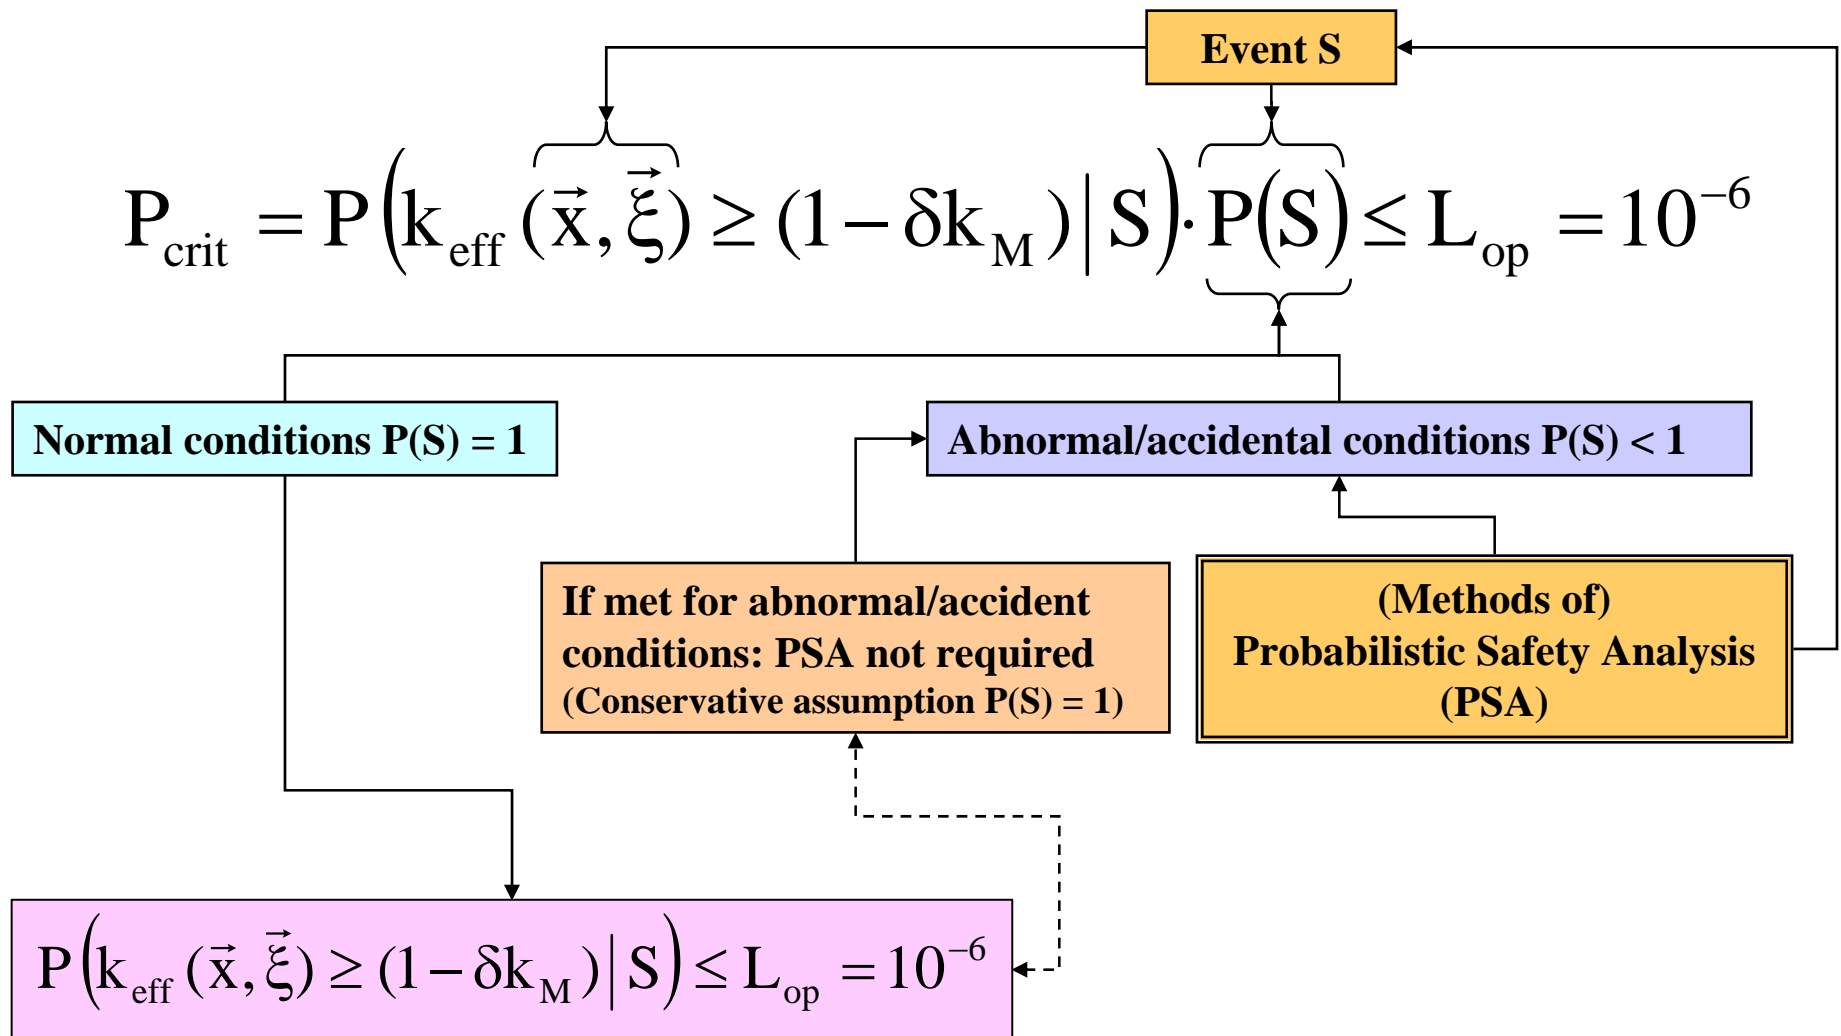 Event S
P_crit = P(k_eff (x⃗, ξ⃗) ≥ (1 − δk_M) | S) · P(S) ≤ L_op = 10⁻⁶
Normal conditions P(S) = 1
Abnormal/accidental conditions P(S) < 1
If met for abnormal/accident
conditions: PSA not required
(Conservative assumption P(S) = 1)
(Methods of)
Probabilistic Safety Analysis
(PSA)
P(k_eff (x⃗, ξ⃗) ≥ (1 − δk_M) | S) ≤ L_op = 10⁻⁶